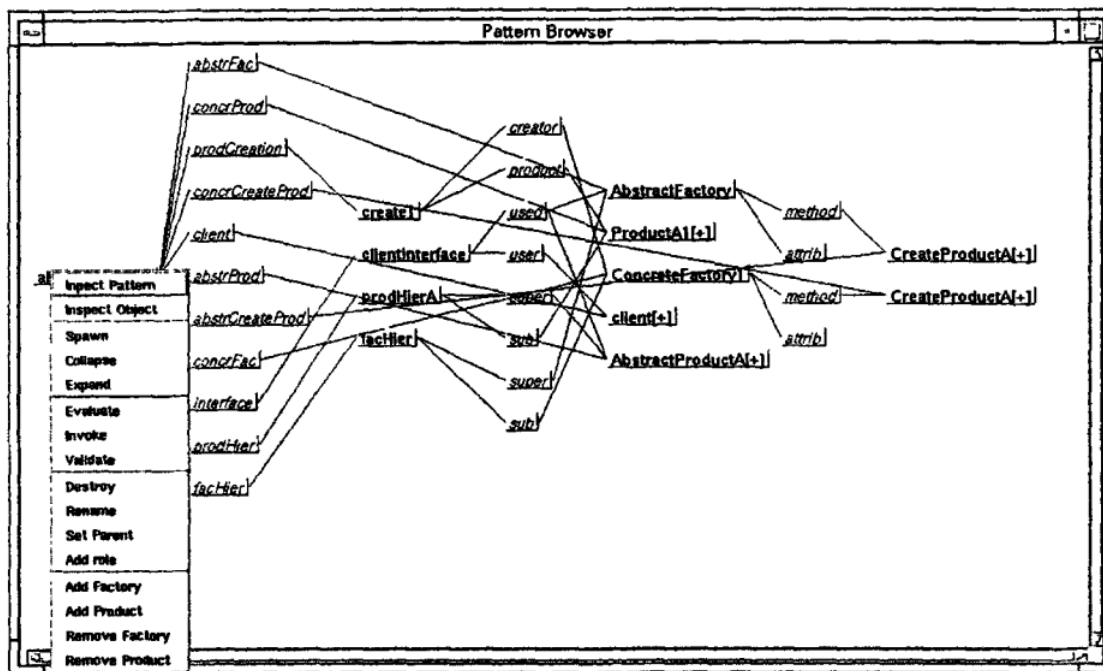 Pattern Browser
abstrFac
concrProd
prodCreation
concrCreateProd
client
abstrProd
abstrCreateProd
concrFac
interface
prodHier
facHier
create1
clientInterface
prodHierA
facHier
creator
product
used
user
super
sub
super
sub
AbstractFactory
ProductA1[+]
ConcreteFactory1
client[+]
AbstractProductA[+]
method
attrib
method
attrib
CreateProductA[+]
CreateProductA[+]
Inpect Pattern
Inspect Object
Spawn
Collapse
Expand
Evaluate
Invoke
Validate
Destroy
Rename
Set Parent
Add role
Add Factory
Add Product
Remove Factory
Remove Product